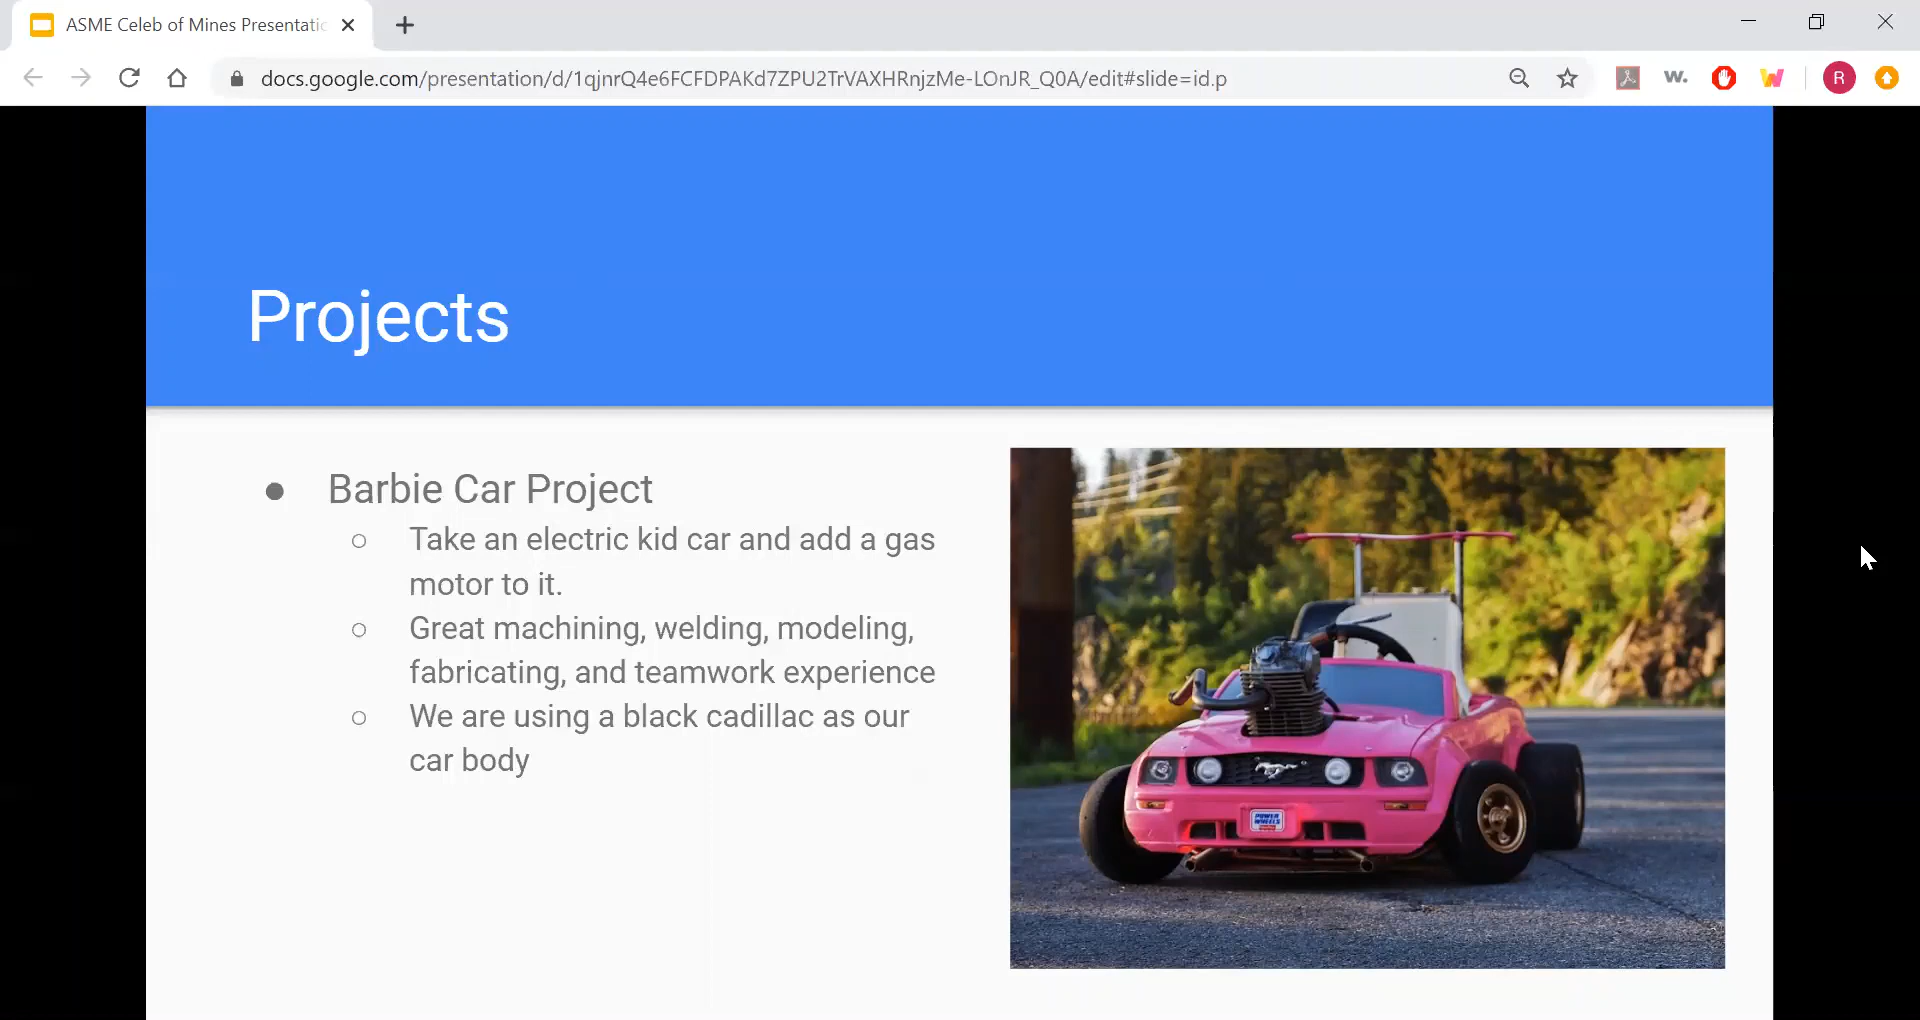 ASME Celeb of Mines Presentatic
docs.google.com/presentation/d/1qjnrQ4e6FCFDPAKd7ZPU2TrVAXHRnjzMe-LOnJR_Q0A/edit#slide=id.p
W.
R
Projects
Barbie Car Project
Take an electric kid car and add a gas
motor to it.
Great machining, welding, modeling,
fabricating, and teamwork experience
We are using a black cadillac as our
car body
POWER
WHEELS